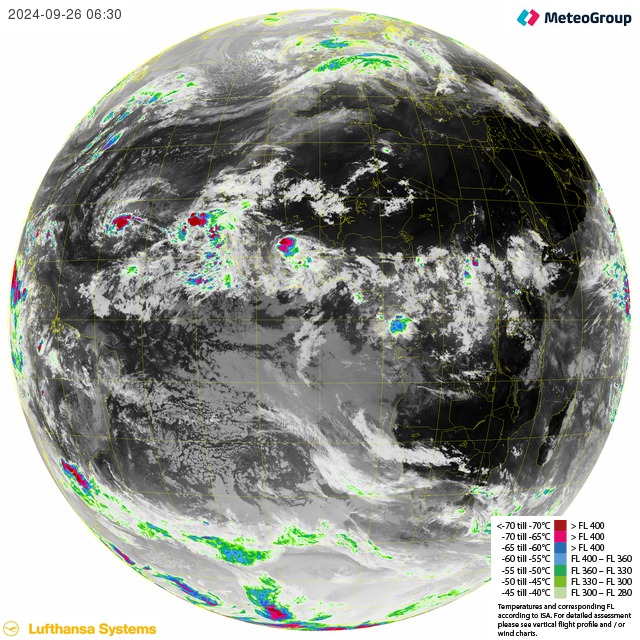 2024-09-26 06:30
MeteoGroup
<-70 till -70°C > FL 400
-70 till -65°C > FL 400
-65 till -60°C > FL 400
-60 till -55°C FL 400 – FL 360
-55 till -50°C FL 360 – FL 330
-50 till -45°C FL 330 – FL 300
-45 till -40°C FL 300 – FL 280
Temperatures and corresponding FL
according to ISA. For detailed assessment
please see vertical flight profile and / or
wind charts.
Lufthansa Systems